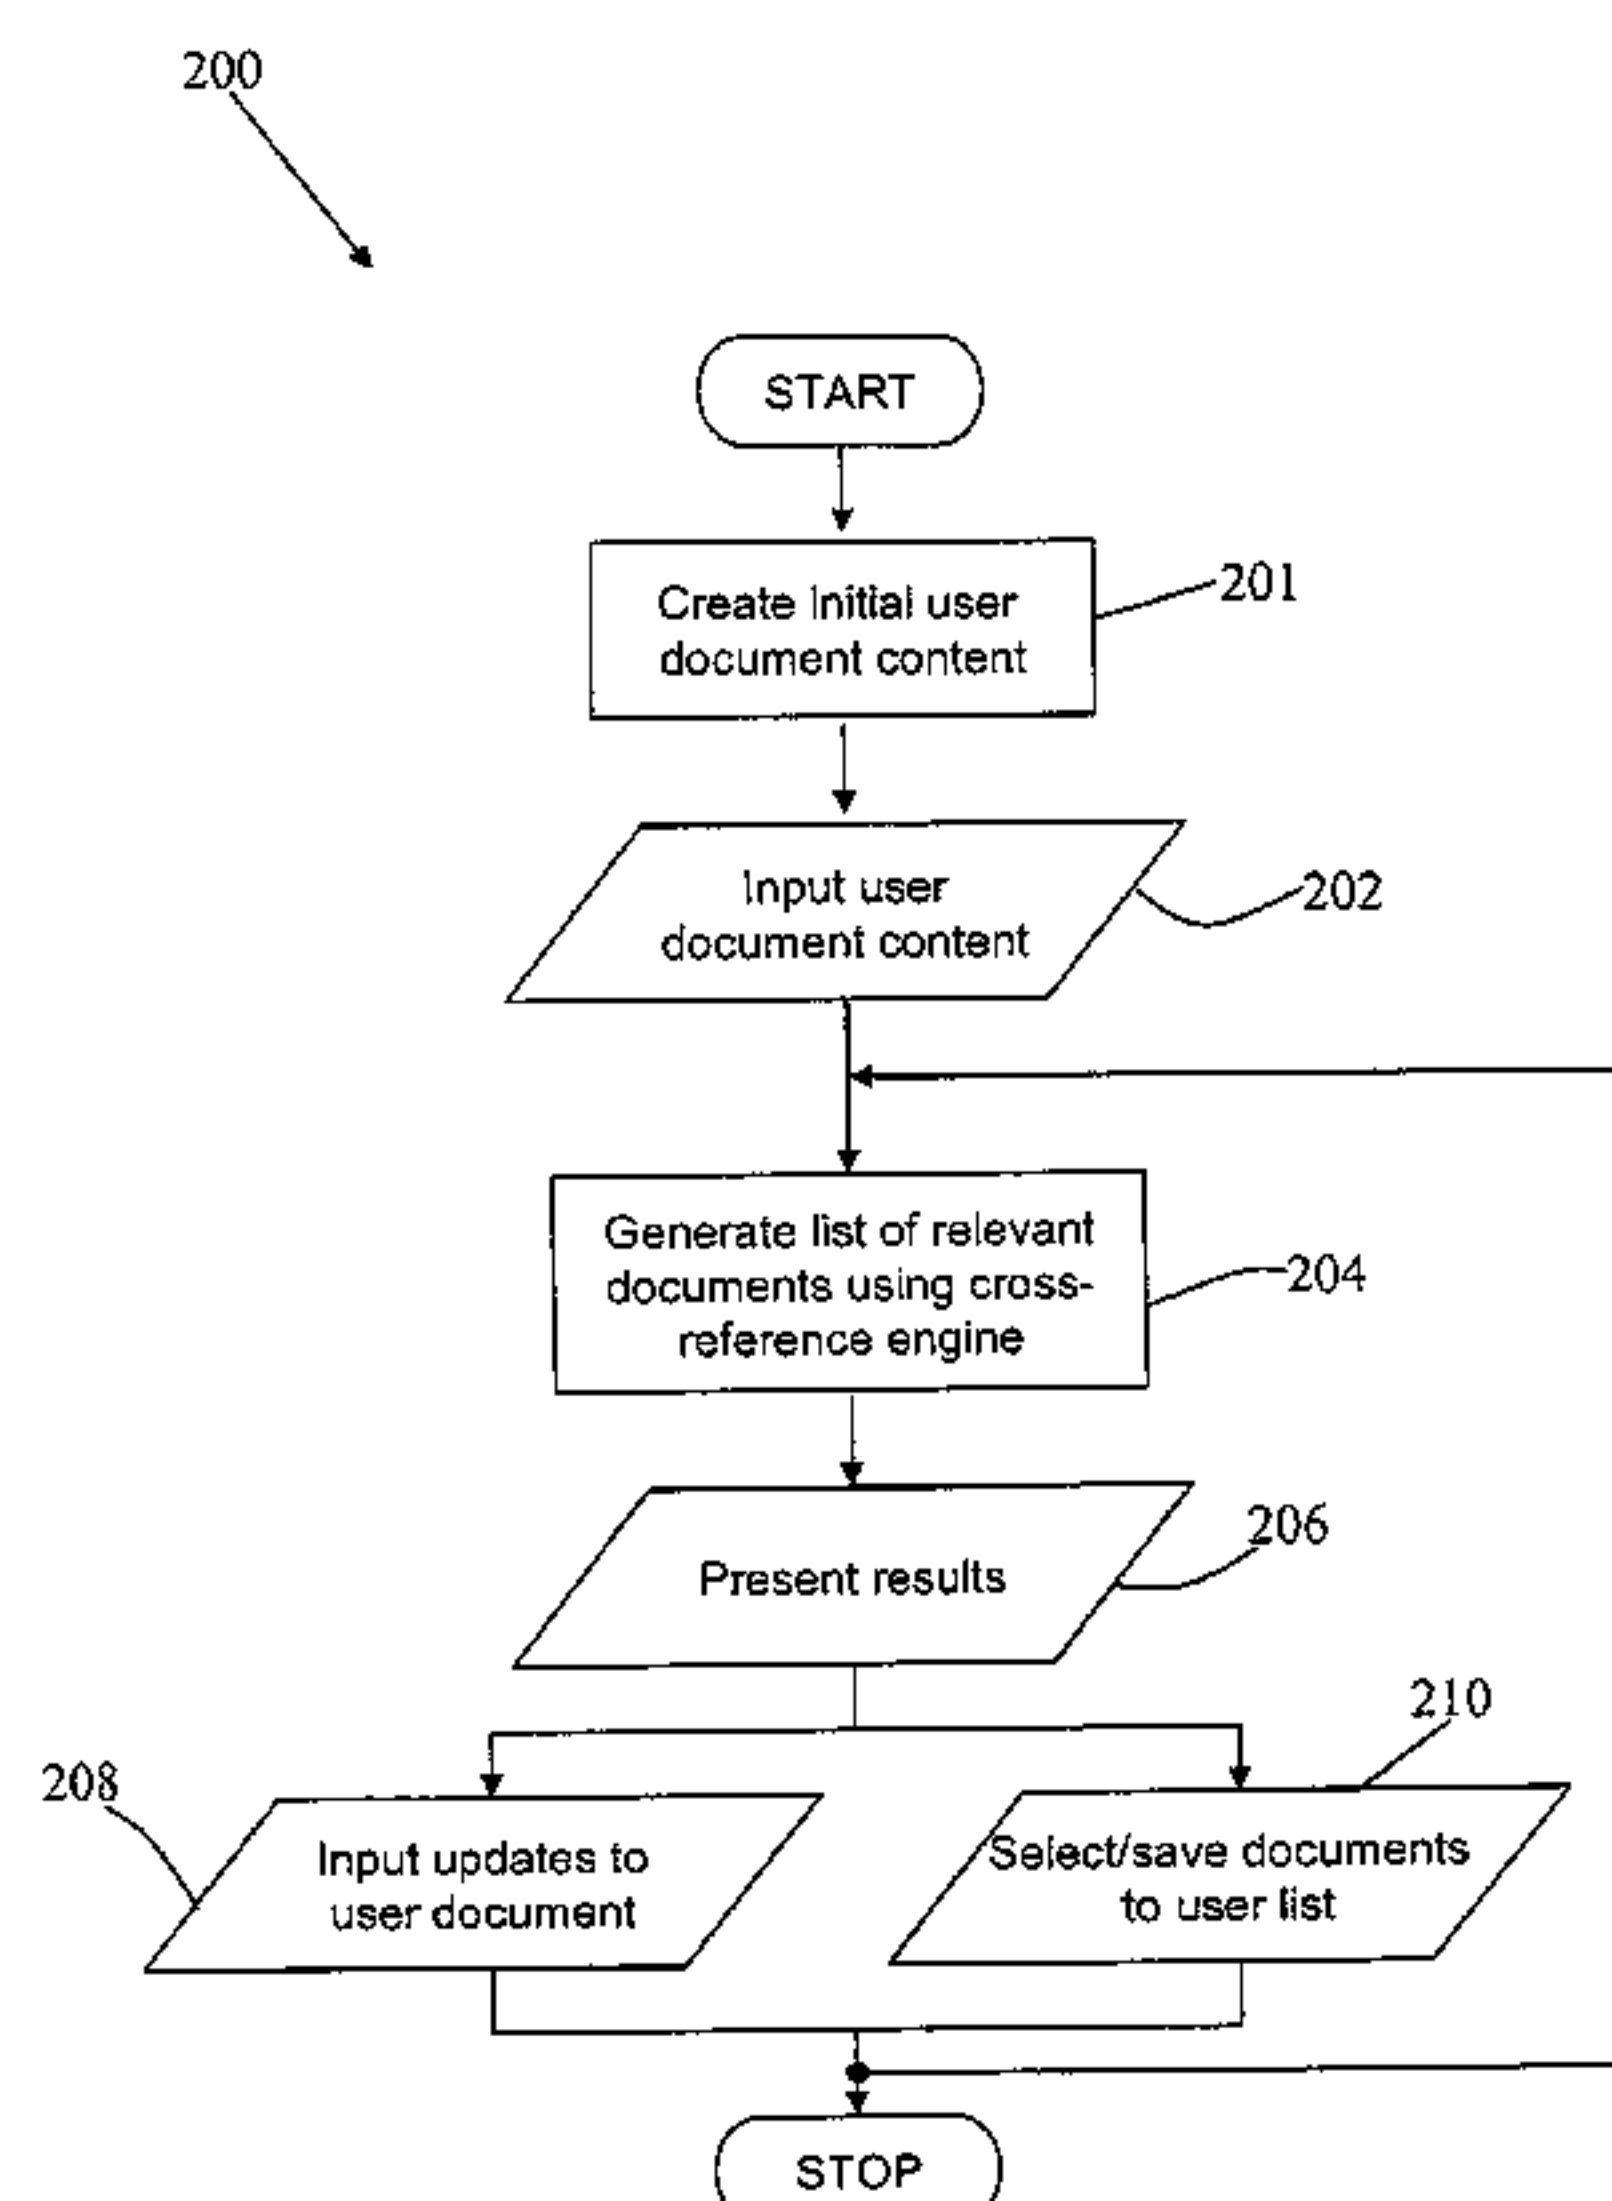 200
START
Create initial user
document content
201
Input user
document content
202
Generate list of relevant
documents using cross-
reference engine
204
Present results
206
210
208
Input updates to
user document
Select/save documents
to user list
STOP